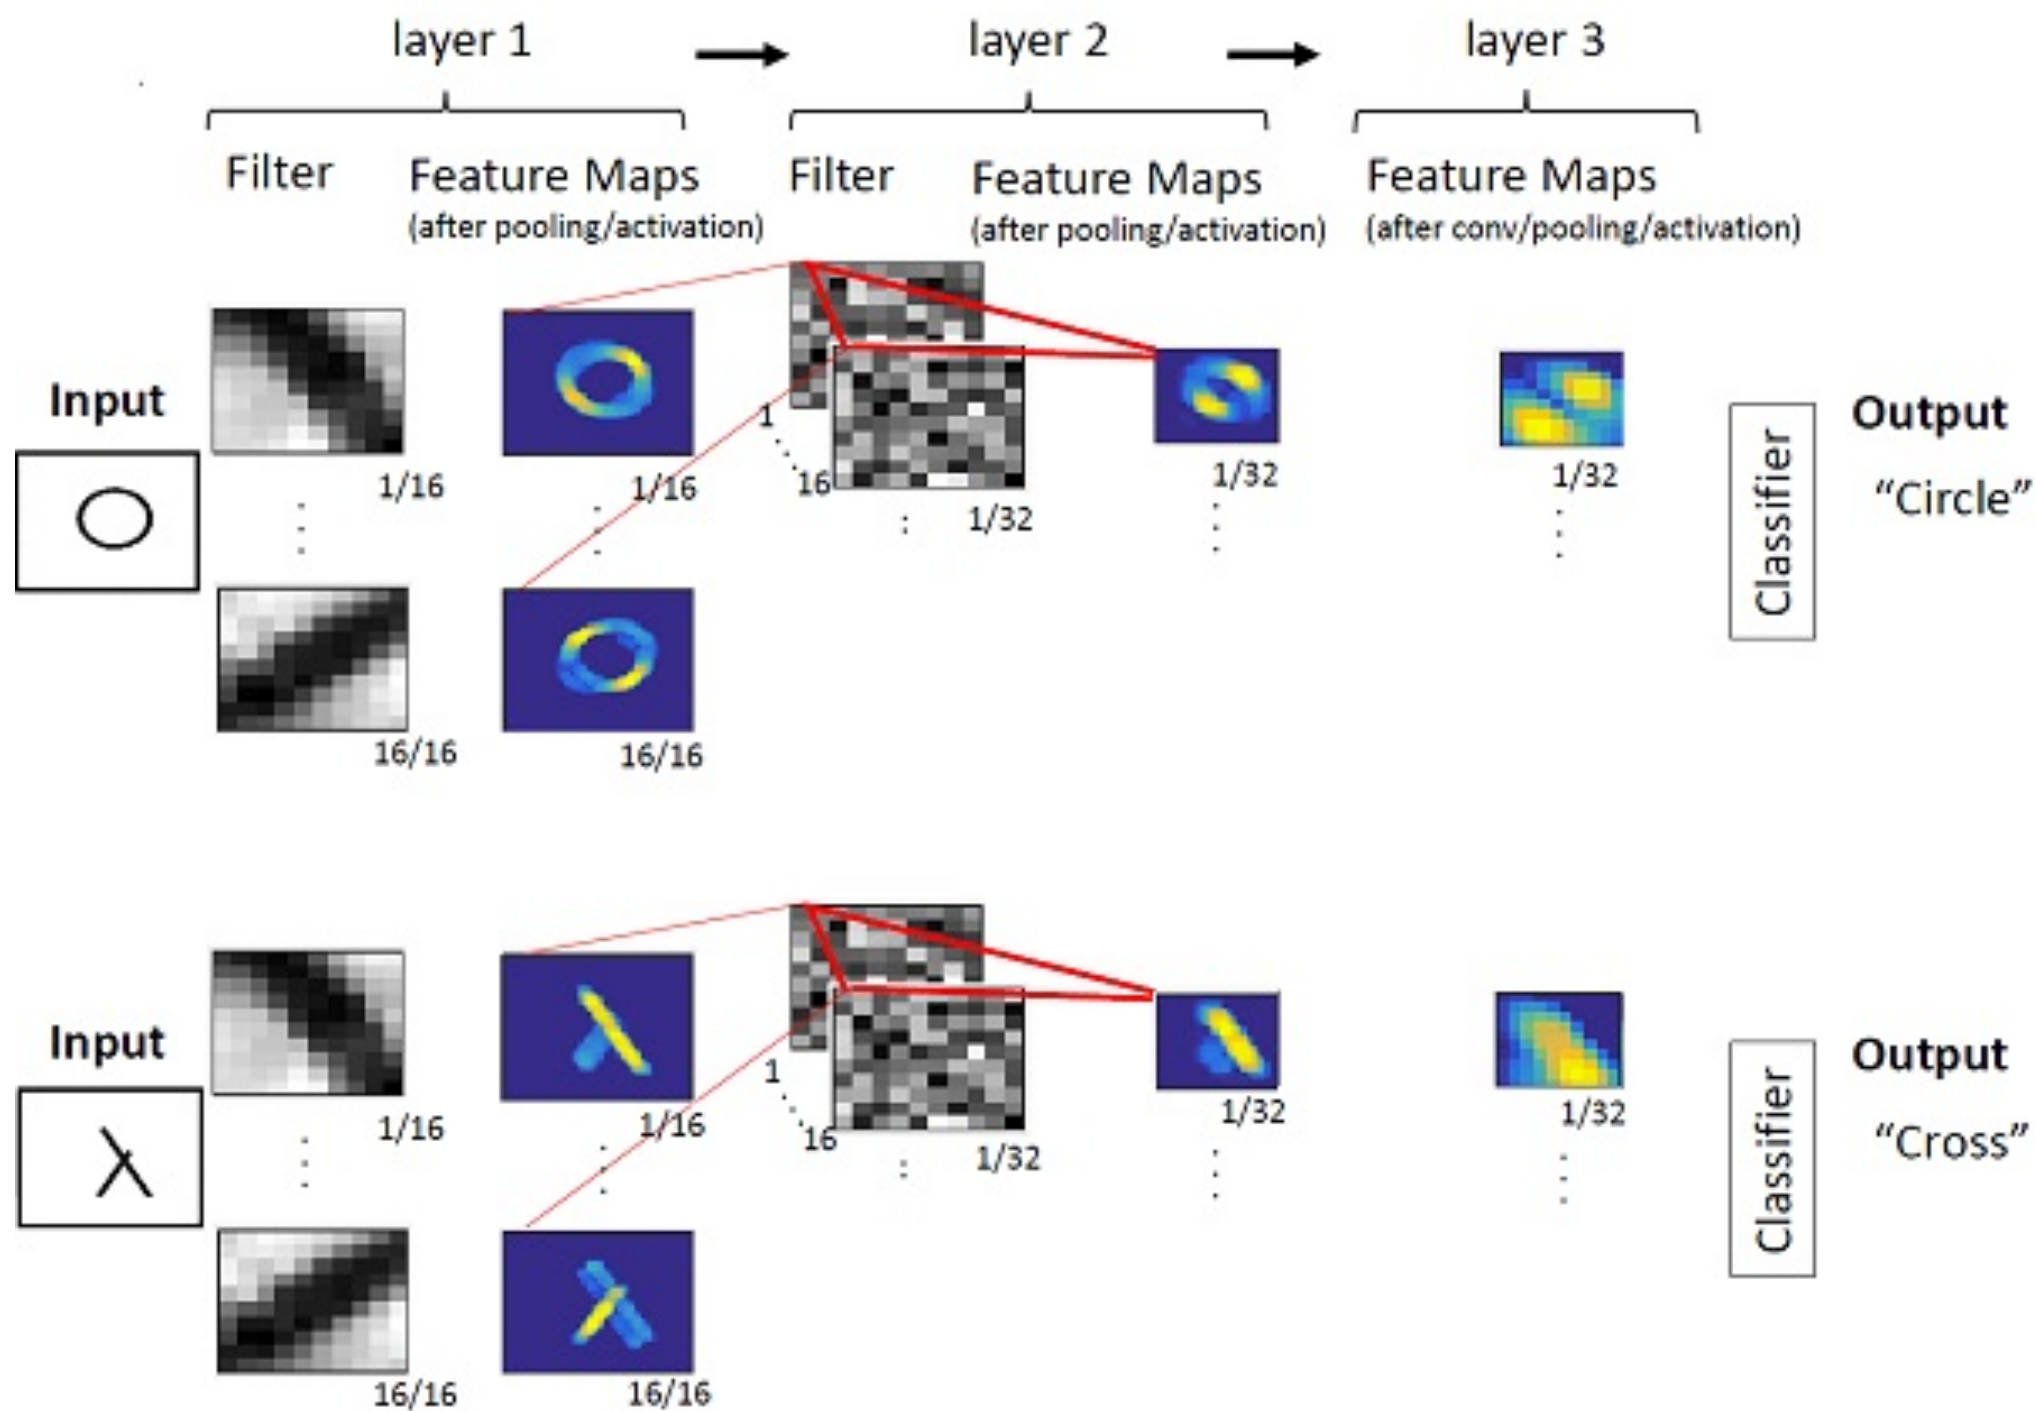 layer 1
layer 2
layer 3
Filter
Feature Maps
(after pooling/activation)
Filter
Feature Maps
(after pooling/activation)
Feature Maps
(after conv/pooling/activation)
Input
1/16
1/16
1
16
1/32
1/32
1/32
Classifier
Output
“Circle”
16/16
16/16
Input
1/16
1/16
1
16
1/32
1/32
1/32
Classifier
Output
“Cross”
16/16
16/16